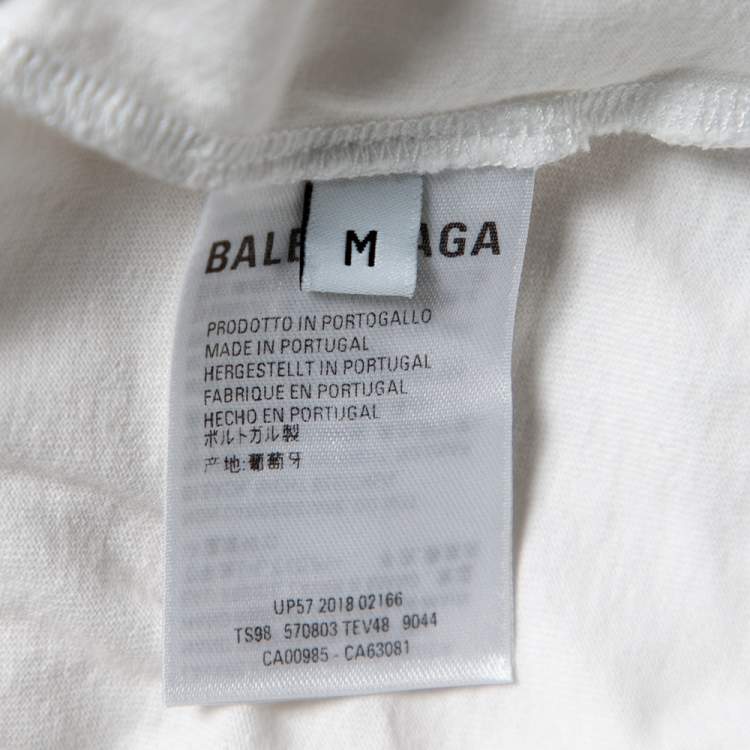 BALE AGA
M
PRODOTTO IN PORTOGALLO
MADE IN PORTUGAL
HERGESTELLT IN PORTUGAL
FABRIQUE EN PORTUGAL
HECHO EN PORTUGAL
ポルトガル製
产地:葡萄牙
UP57 2018 02166
TS98 570803 TEV48 9044
CA00985 - CA63081